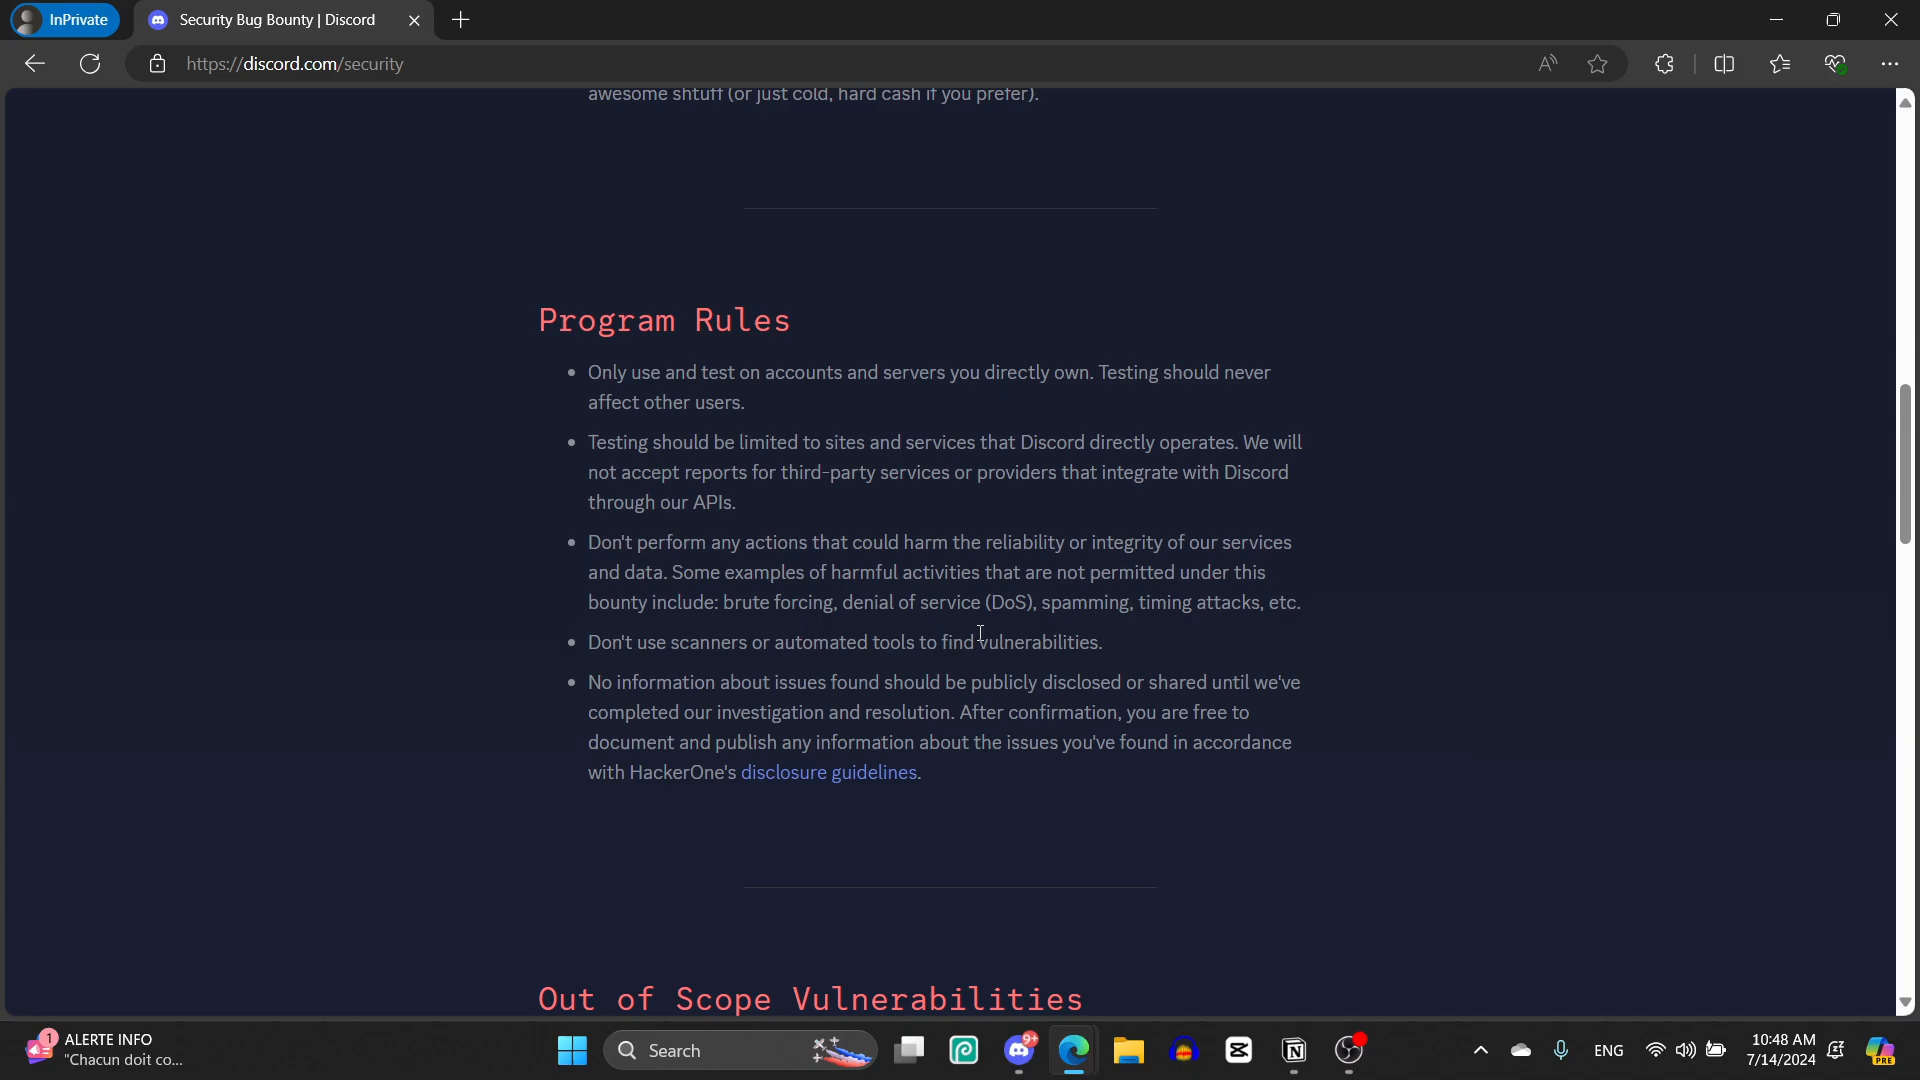 InPrivate
Security Bug Bounty | Discord
https://discord.com/security
awesome shtuff (or just cold, hard cash if you prefer).
Program Rules
• Only use and test on accounts and servers you directly own. Testing should never
affect other users.
• Testing should be limited to sites and services that Discord directly operates. We will
not accept reports for third-party services or providers that integrate with Discord
through our APIs.
• Don't perform any actions that could harm the reliability or integrity of our services
and data. Some examples of harmful activities that are not permitted under this
bounty include: brute forcing, denial of service (DoS), spamming, timing attacks, etc.
• Don't use scanners or automated tools to find vulnerabilities.
• No information about issues found should be publicly disclosed or shared until we've
completed our investigation and resolution. After confirmation, you are free to
document and publish any information about the issues you've found in accordance
with HackerOne's disclosure guidelines.
Out of Scope Vulnerabilities
1
ALERTE INFO
"Chacun doit co...
Search
9+
ENG
10:48 AM
7/14/2024
PRE